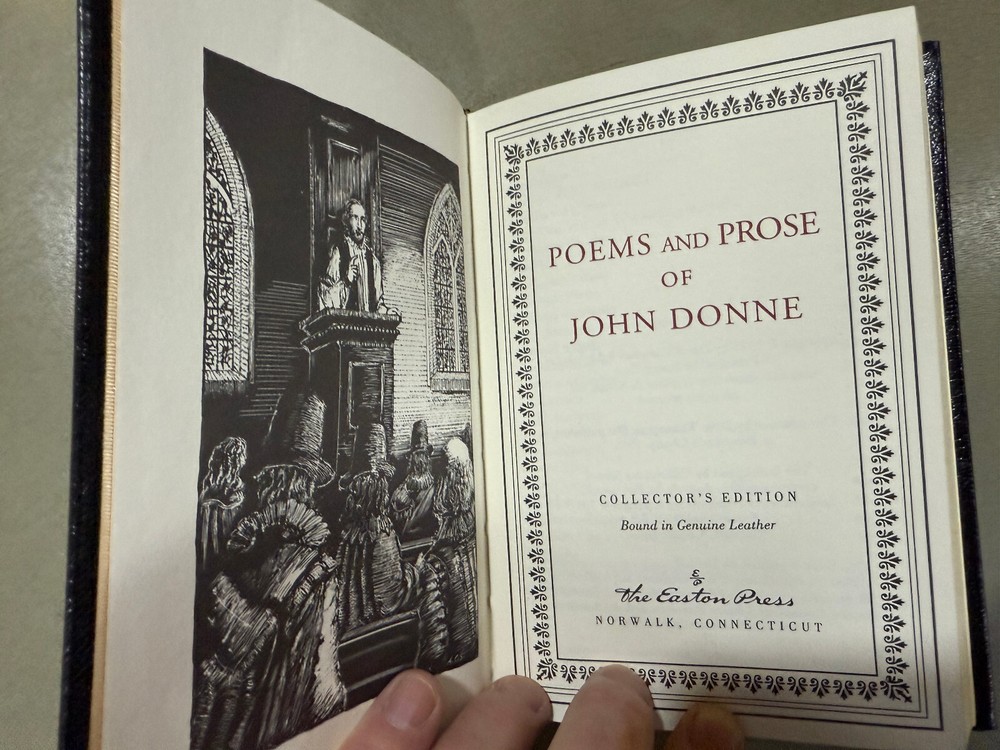 POEMS AND PROSE
OF
JOHN DONNE
COLLECTOR'S EDITION
Bound in Genuine Leather
The Easton Press
NORWALK, CONNECTICUT